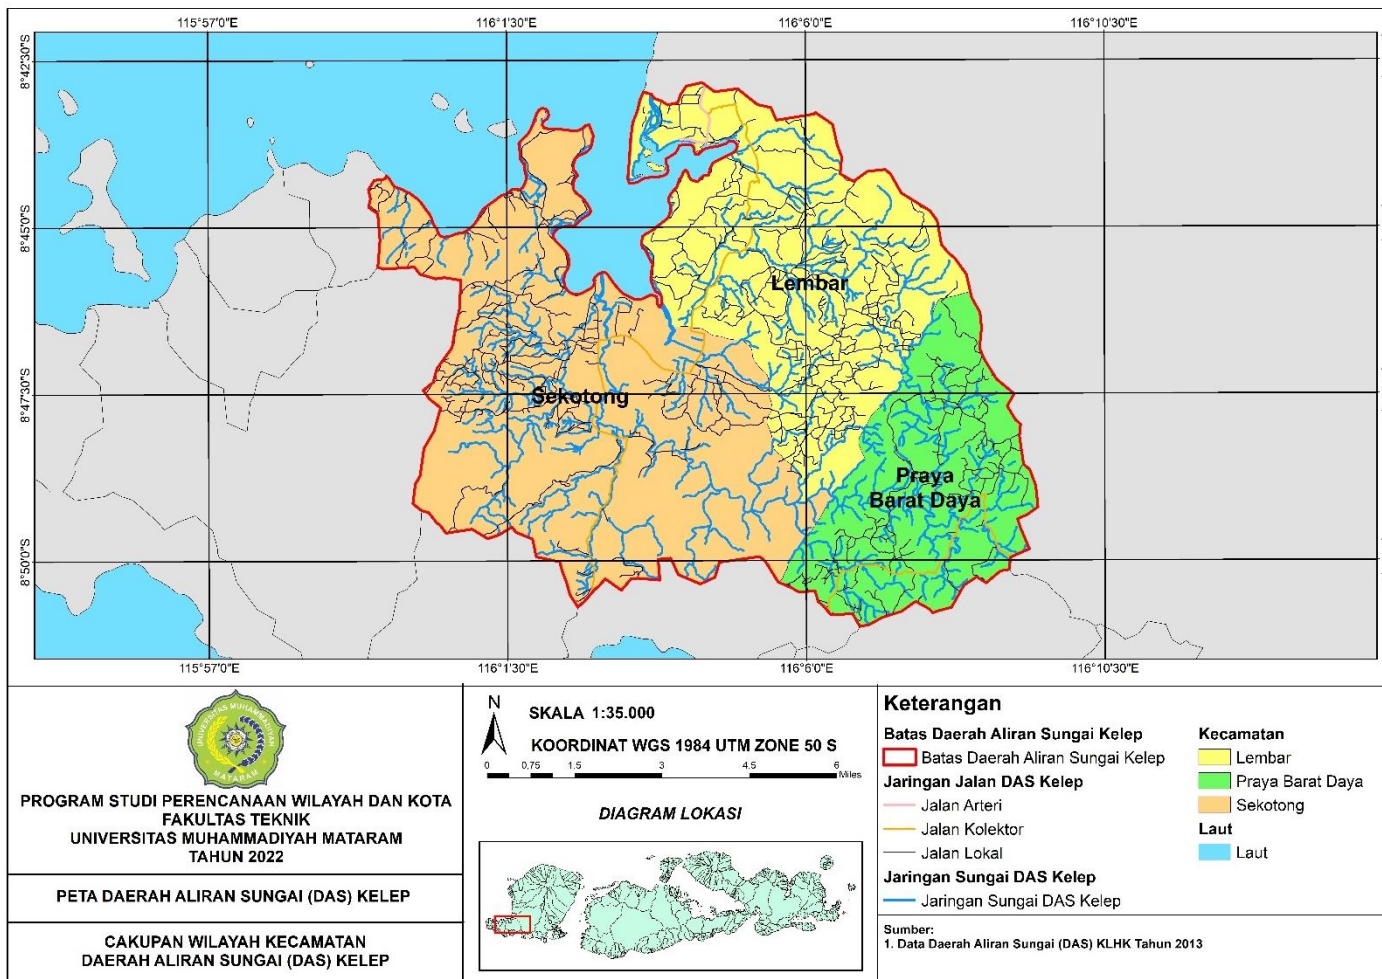 115°57'0"E 116°1'30"E 116°6'0"E 116°10'30"E
8°42'30"S
8°45'0"S
8°47'30"S
8°50'0"S
Lembar
Sekotong
Praya
Barat Daya
115°57'0"E 116°1'30"E 116°6'0"E 116°10'30"E
UNIVERSITAS MUHAMMADIYAH
MATARAM
PROGRAM STUDI PERENCANAAN WILAYAH DAN KOTA
FAKULTAS TEKNIK
UNIVERSITAS MUHAMMADIYAH MATARAM
TAHUN 2022
PETA DAERAH ALIRAN SUNGAI (DAS) KELEP
CAKUPAN WILAYAH KECAMATAN
DAERAH ALIRAN SUNGAI (DAS) KELEP
N
SKALA 1:35.000
KOORDINAT WGS 1984 UTM ZONE 50 S
0 0,75 1,5 3 4,5 6
Miles
DIAGRAM LOKASI
Keterangan
Batas Daerah Aliran Sungai Kelep
Batas Daerah Aliran Sungai Kelep
Jaringan Jalan DAS Kelep
Jalan Arteri
Jalan Kolektor
Jalan Lokal
Jaringan Sungai DAS Kelep
Jaringan Sungai DAS Kelep
Kecamatan
Lembar
Praya Barat Daya
Sekotong
Laut
Laut
Sumber:
1. Data Daerah Aliran Sungai (DAS) KLHK Tahun 2013